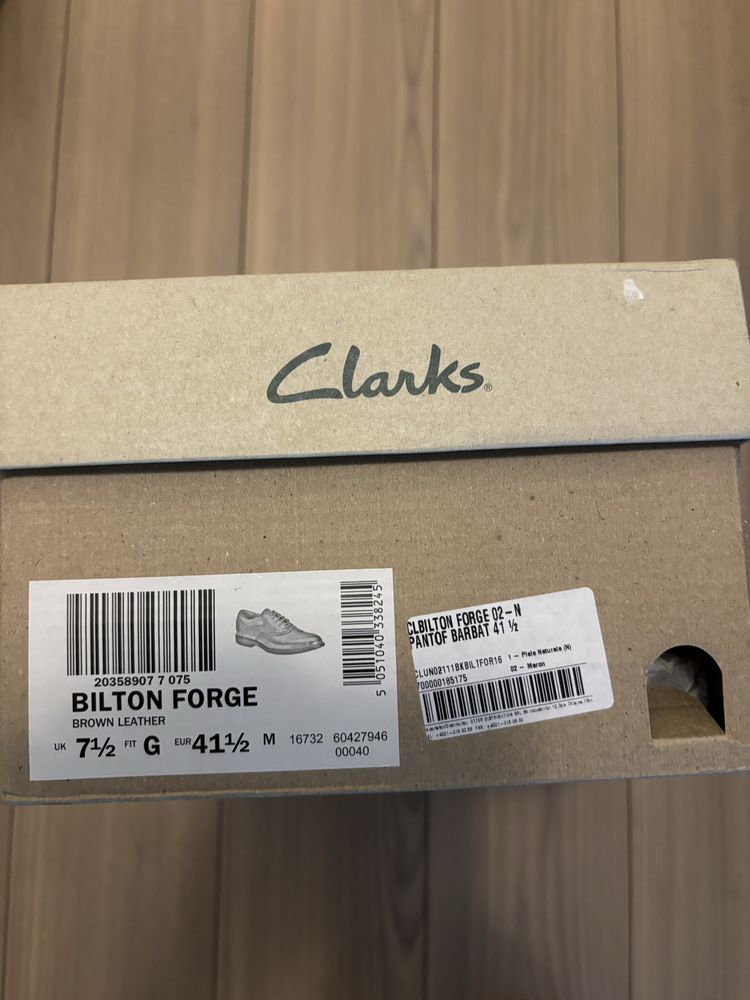 Clarks®
20358907 7 075
5 051040 338245
BILTON FORGE
BROWN LEATHER
UK 7½ FIT G EUR 41½ M 16732 60427946
00040
CLBILTON FORGE 02-N
PANTOF BARBAT 41 ½
CLUN02111BKBILTFOR16 1 - Piele Naturala (N)
700000185175 02 - Maron